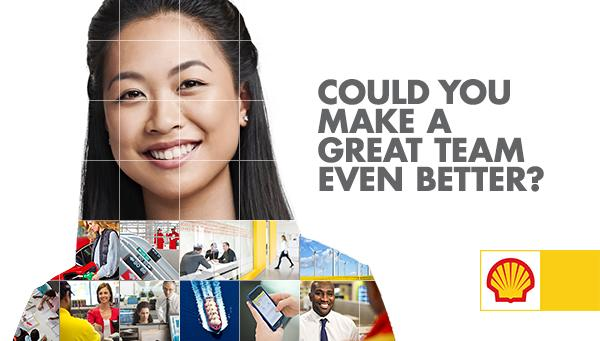 COULD YOU
MAKE A
GREAT TEAM
EVEN BETTER?